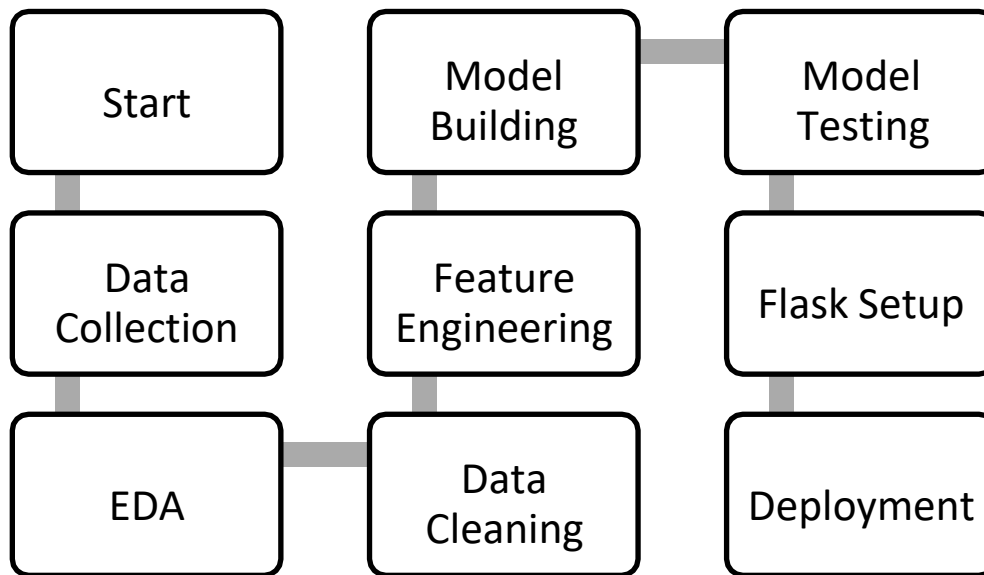 Start
Data
Collection
EDA
Data
Cleaning
Feature
Engineering
Model
Building
Model
Testing
Flask Setup
Deployment